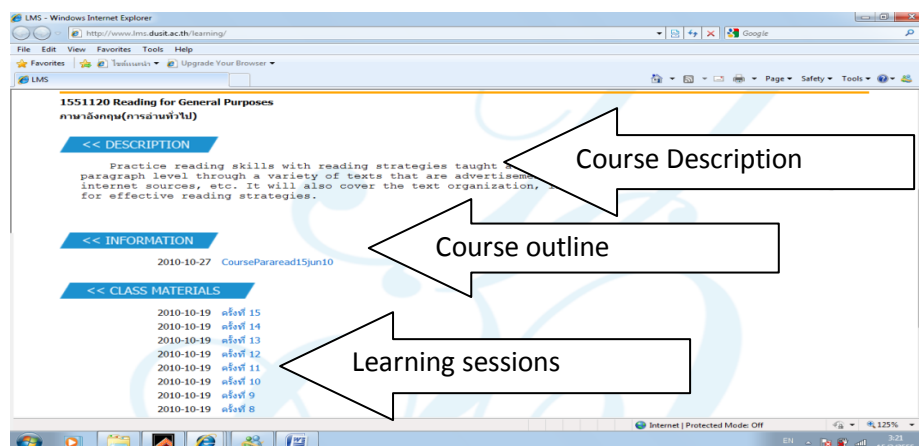 LMS - Windows Internet Explorer
http://www.lms.dusit.ac.th/learning/
Google
File Edit View Favorites Tools Help
Favorites Upgrade Your Browser
LMS
Page Safety Tools
1551120 Reading for General Purposes
ภาษาอังกฤษ(การอ่านทั่วไป)
<< DESCRIPTION
Course Description
Practice reading skills with reading strategies taught
paragraph level through a variety of texts that are
internet sources, etc. It will also cover the text organization,
for effective reading strategies.
<< INFORMATION
Course outline
2010-10-27 CoursePararead15jun10
<< CLASS MATERIALS
2010-10-19 ครั้งที่ 15
2010-10-19 ครั้งที่ 14
2010-10-19 ครั้งที่ 13
2010-10-19 ครั้งที่ 12
Learning sessions
2010-10-19 ครั้งที่ 11
2010-10-19 ครั้งที่ 10
2010-10-19 ครั้งที่ 9
2010-10-19 ครั้งที่ 8
Internet | Protected Mode: Off
125%
EN
3:21